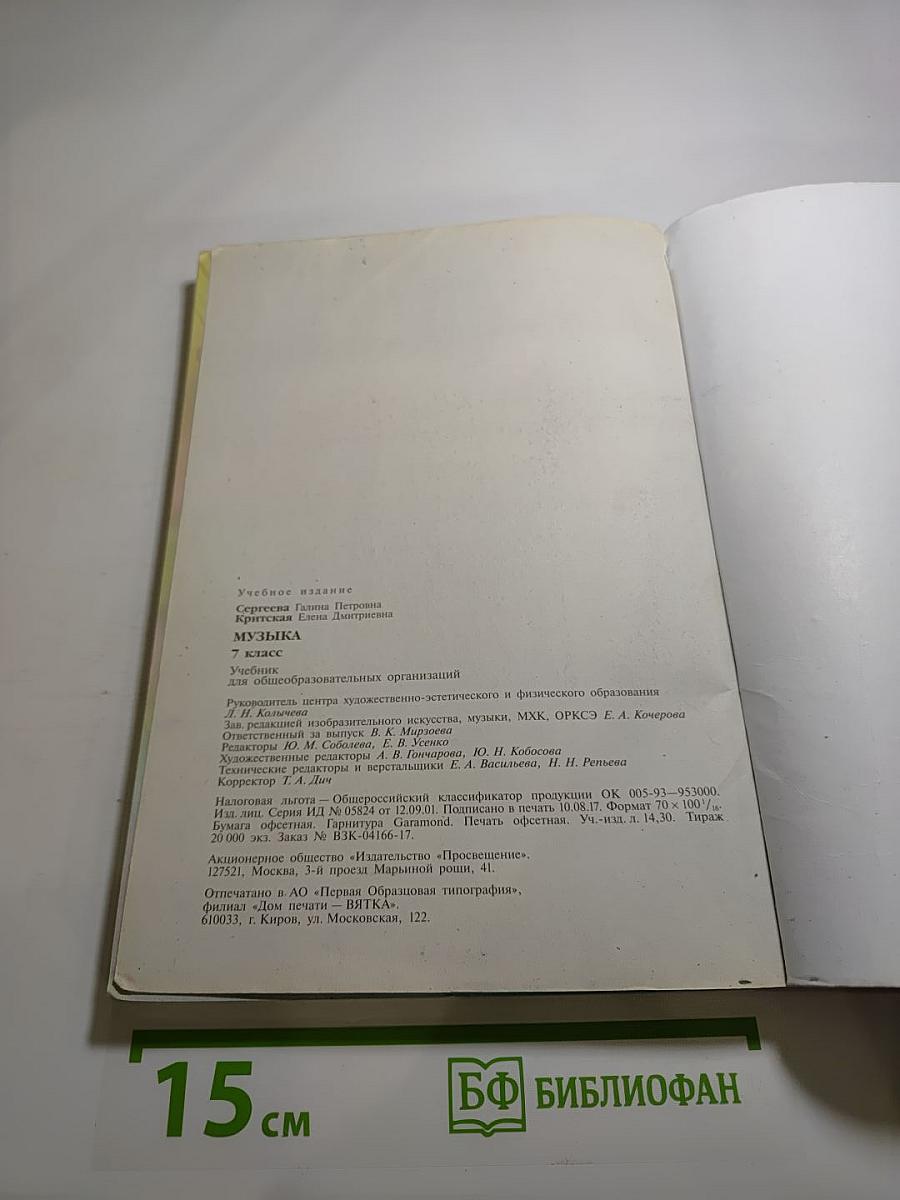 Учебное издание
Сергеева Галина Петровна
Критская Елена Дмитриевна
МУЗЫКА
7 класс
Учебник
для общеобразовательных организаций
Руководитель центра художественно-эстетического и физического образования
Л. Н. Колычева
Зав. редакцией изобразительного искусства, музыки, МХК, ОРКСЭ Е. А. Кочерова
Ответственный за выпуск В. К. Мирзоева
Редакторы Ю. М. Соболева, Е. В. Усенко
Художественные редакторы А. В. Гончарова, Ю. Н. Кобосова
Технические редакторы и верстальщики Е. А. Васильева, Н. Н. Репьева
Корректор Т. А. Дич
Налоговая льгота — Общероссийский классификатор продукции ОК 005-93—953000.
Изд. лиц. Серия ИД № 05824 от 12.09.01. Подписано в печать 10.08.17. Формат 70 × 100 1/16.
Бумага офсетная. Гарнитура Garamond. Печать офсетная. Уч.-изд. л. 14,30. Тираж
20 000 экз. Заказ № ВЗК-04166-17.
Акционерное общество «Издательство «Просвещение».
127521, Москва, 3-й проезд Марьиной рощи, 41.
Отпечатано в АО «Первая Образцовая типография»,
филиал «Дом печати — ВЯТКА».
610033, г. Киров, ул. Московская, 122.
15 см
БФ БИБЛИОФАН